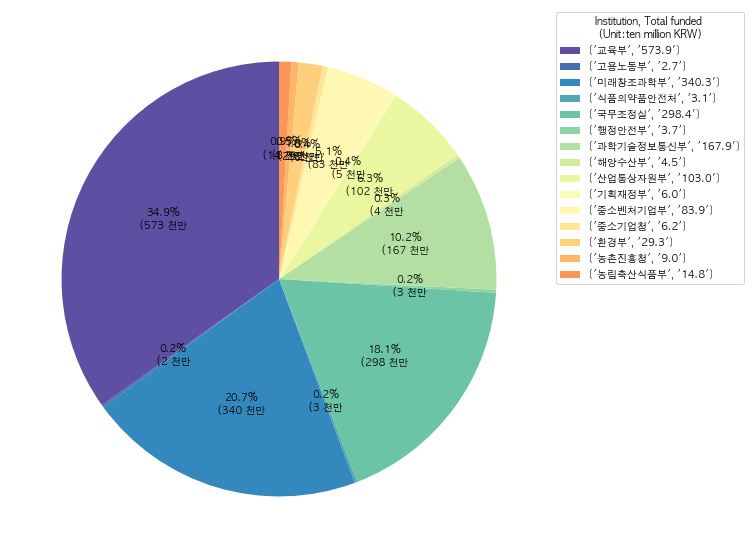 Institution, Total funded
(Unit:ten million KRW)
('교육부', '573.9')
('고용노동부', '2.7')
('미래창조과학부', '340.3')
('식품의약품안전처', '3.1')
('국무조정실', '298.4')
('행정안전부', '3.7')
('과학기술정보통신부', '167.9')
('해양수산부', '4.5')
('산업통상자원부', '103.0')
('기획재정부', '6.0')
('중소벤처기업부', '83.9')
('중소기업청', '6.2')
('환경부', '29.3')
('농촌진흥청', '9.0')
('농림축산식품부', '14.8')
5.1%
(83 천만
0.4%
(5 천만
6.3%
(102 천만
0.3%
(4 천만
34.9%
(573 천만
10.2%
(167 천만
0.2%
(3 천만
18.1%
(298 천만
0.2%
(2 천만
20.7%
(340 천만
0.2%
(3 천만